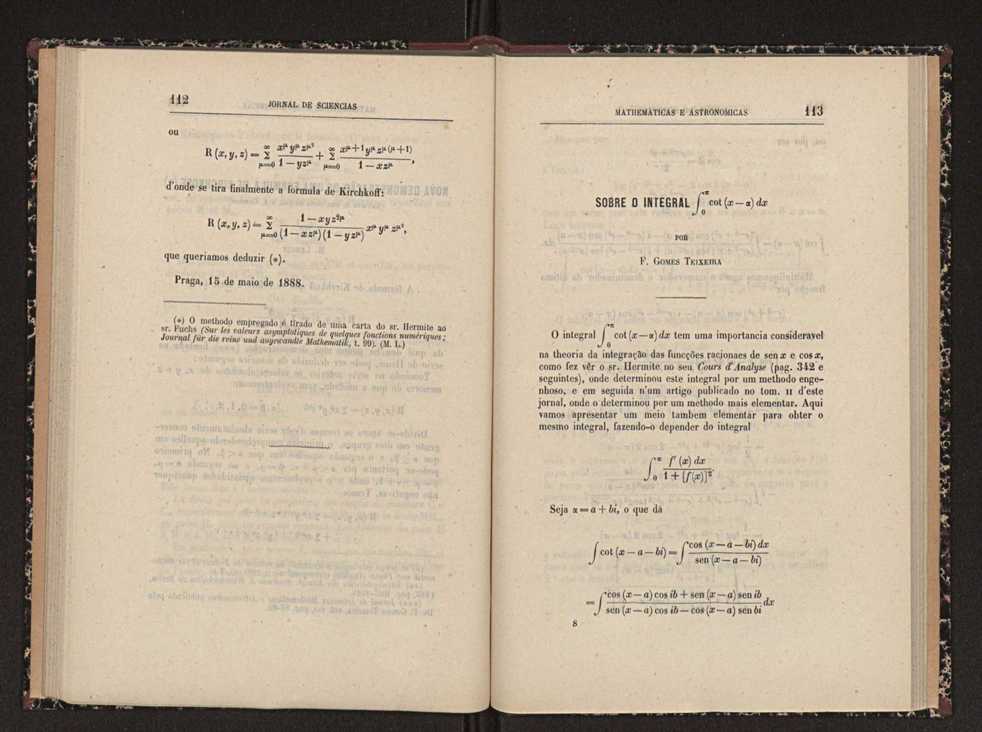 112
JORNAL DE SCIENCIAS
ou
R (x, y, z) = Σ_{μ=0}^{∞} x^μ y^μ z^{μ²} / (1 — yz^μ) + Σ_{μ=0}^{∞} x^{μ+1} y^μ z^{μ(μ+1)} / (1 — xz^μ),
d'onde se tira finalmente a formula de Kirchkoff:
R (x, y, z) = Σ_{μ=0}^{∞} (1 — xyz^{2μ}) / ((1 — xz^μ)(1 — yz^μ)) x^μ y^μ z^{μ²},
que queriamos deduzir (*).
Praga, 15 de maio de 1888.
(*) O methodo empregado é tirado de uma carta do sr. Hermite ao
sr. Fuchs (Sur les valeurs asymptotiques de quelques fonctions numériques;
Journal für die reine und angewandte Mathematik, t. 99). (M. L.)
MATHEMATICAS E ASTRONOMICAS
113
SOBRE O INTEGRAL ∫_0^π cot (x — α) dx
POR
F. GOMES TEIXEIRA
O integral ∫_0^π cot (x — α) dx tem uma importancia consideravel
na theoria da integração das funcções racionaes de sen x e cos x,
como fez vêr o sr. Hermite no seu Cours d'Analyse (pag. 342 e
seguintes), onde determinou este integral por um methodo enge-
nhoso, e em seguida n'um artigo publicado no tom. II d'este
jornal, onde o determinou por um methodo mais elementar. Aqui
vamos apresentar um meio tambem elementar para obter o
mesmo integral, fazendo-o depender do integral
∫_0^π f' (x) dx / (1 + [f(x)]²).
Seja α = a + bi, o que dá
∫ cot (x — a — bi) = ∫ cos (x — a — bi) dx / sen (x — a — bi)
= ∫ (cos (x — a) cos ib + sen (x — a) sen ib) / (sen (x — a) cos ib — cos (x — a) sen bi) dx
8